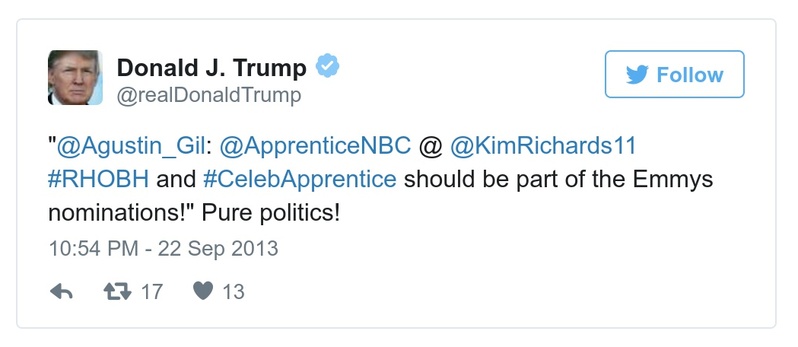 Donald J. Trump
@realDonaldTrump
Follow
"@Agustin_Gil: @ApprenticeNBC @ @KimRichards11
#RHOBH and #CelebApprentice should be part of the Emmys
nominations!" Pure politics!
10:54 PM - 22 Sep 2013
17 13